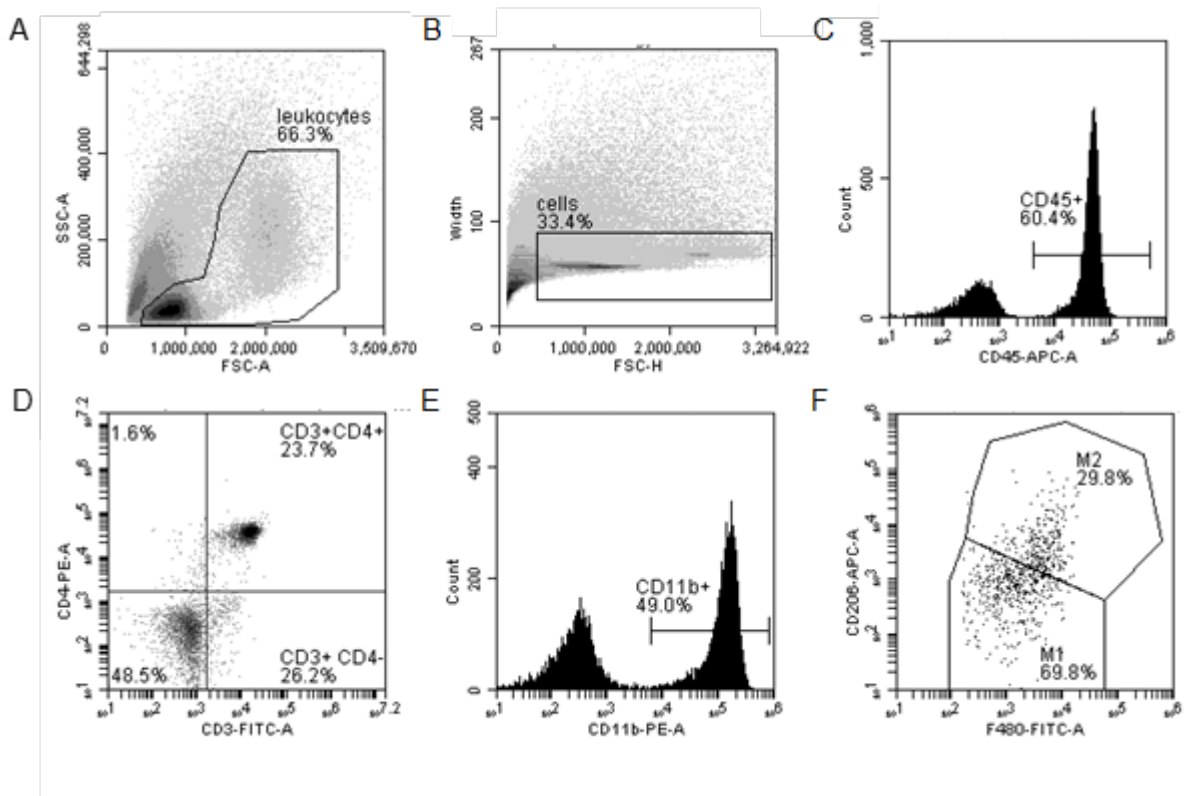 A
644,298
400,000
200,000
0
SSC-A
leukocytes
66.3%
0
1,000,000
2,000,000
3,509,670
FSC-A
B
267
200
100
0
Width
cells
33.4%
0
1,000,000
2,000,000
3,264,922
FSC-H
C
1,000
500
0
Count
CD45+
60.4%
CD45-APC-A
D
CD4-PE-A
1.6%
CD3+CD4+
23.7%
48.5%
CD3+ CD4-
26.2%
CD3-FITC-A
E
500
400
200
0
Count
CD11b+
49.0%
CD11b-PE-A
F
CD206-APC-A
M2
29.8%
M1
69.8%
F480-FITC-A